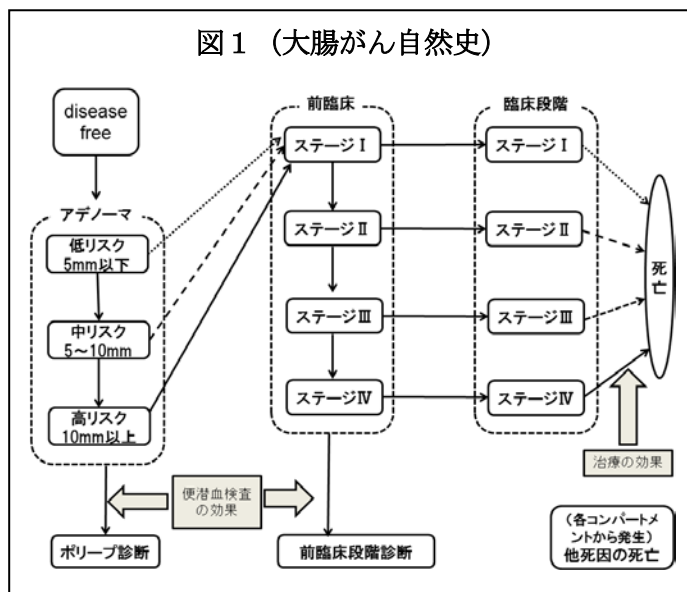 図１（大腸がん自然史）
disease
free
アデノーマ
低リスク
5mm以下
中リスク
5～10mm
高リスク
10mm以上
ポリープ診断
前臨床
ステージⅠ
ステージⅡ
ステージⅢ
ステージⅣ
前臨床段階診断
便潜血検査
の効果
臨床段階
ステージⅠ
ステージⅡ
ステージⅢ
ステージⅣ
死亡
治療の効果
（各コンパートメ
ントから発生）
他死因の死亡